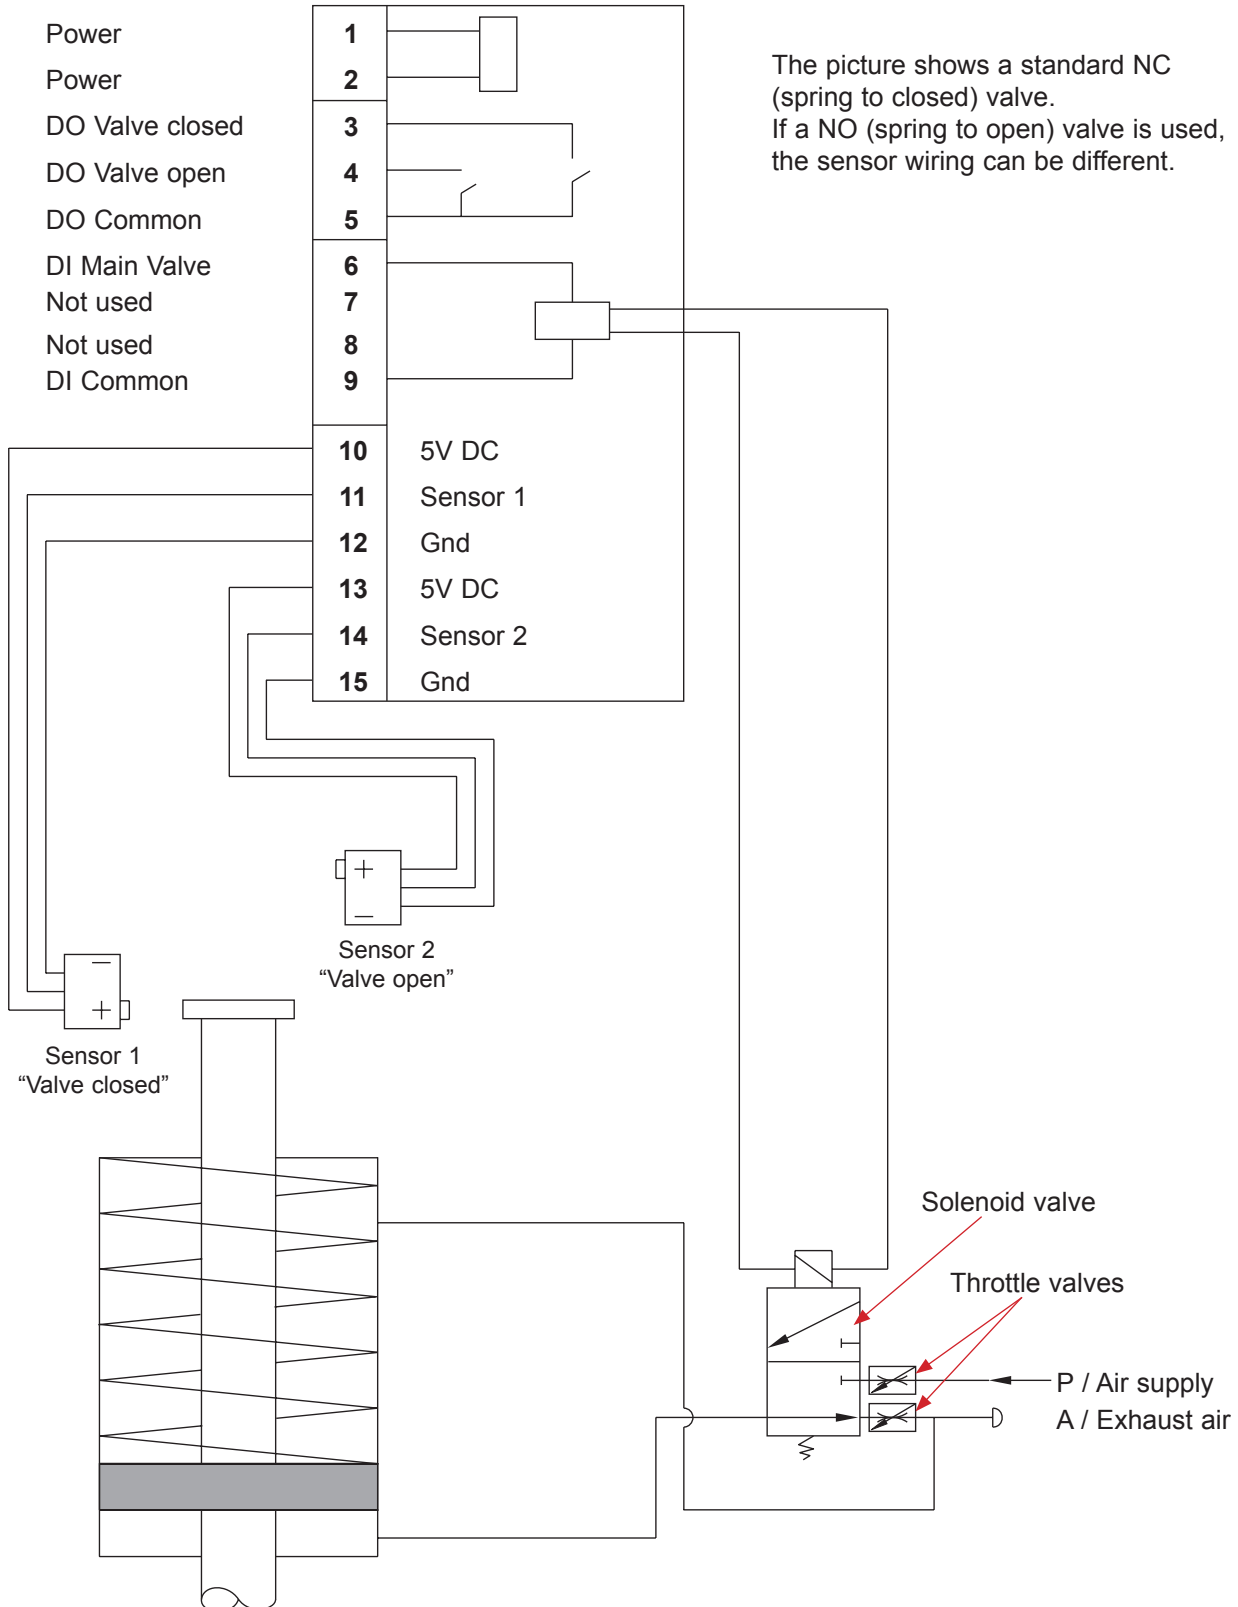 Power 1
Power 2
DO Valve closed 3
DO Valve open 4
DO Common 5
DI Main Valve 6
Not used 7
Not used 8
DI Common 9
10 5V DC
11 Sensor 1
12 Gnd
13 5V DC
14 Sensor 2
15 Gnd
The picture shows a standard NC
(spring to closed) valve.
If a NO (spring to open) valve is used,
the sensor wiring can be different.
+
–
Sensor 2
“Valve open”
–
+
Sensor 1
“Valve closed”
Solenoid valve
Throttle valves
P / Air supply
A / Exhaust air